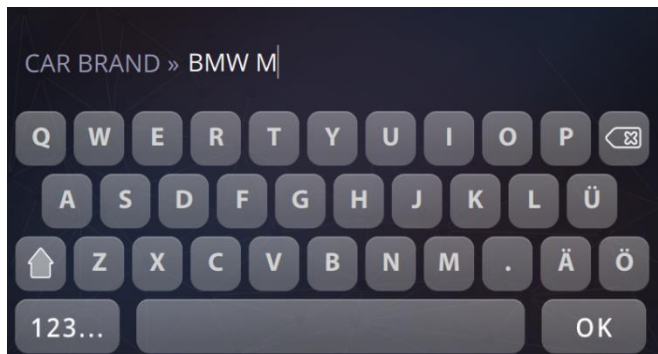 CAR BRAND » BMW M
Q W E R T Y U I O P
A S D F G H J K L Ü
Z X C V B N M . Ä Ö
123... OK